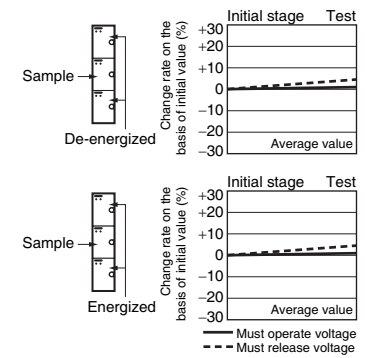 Initial stage Test
Change rate on the
basis of initial value (%)
+30
+20
+10
0
−10
−20
−30
Sample
De-energized
Average value
Initial stage Test
Change rate on the
basis of initial value (%)
+30
+20
+10
0
−10
−20
−30
Sample
Energized
Average value
Must operate voltage
Must release voltage